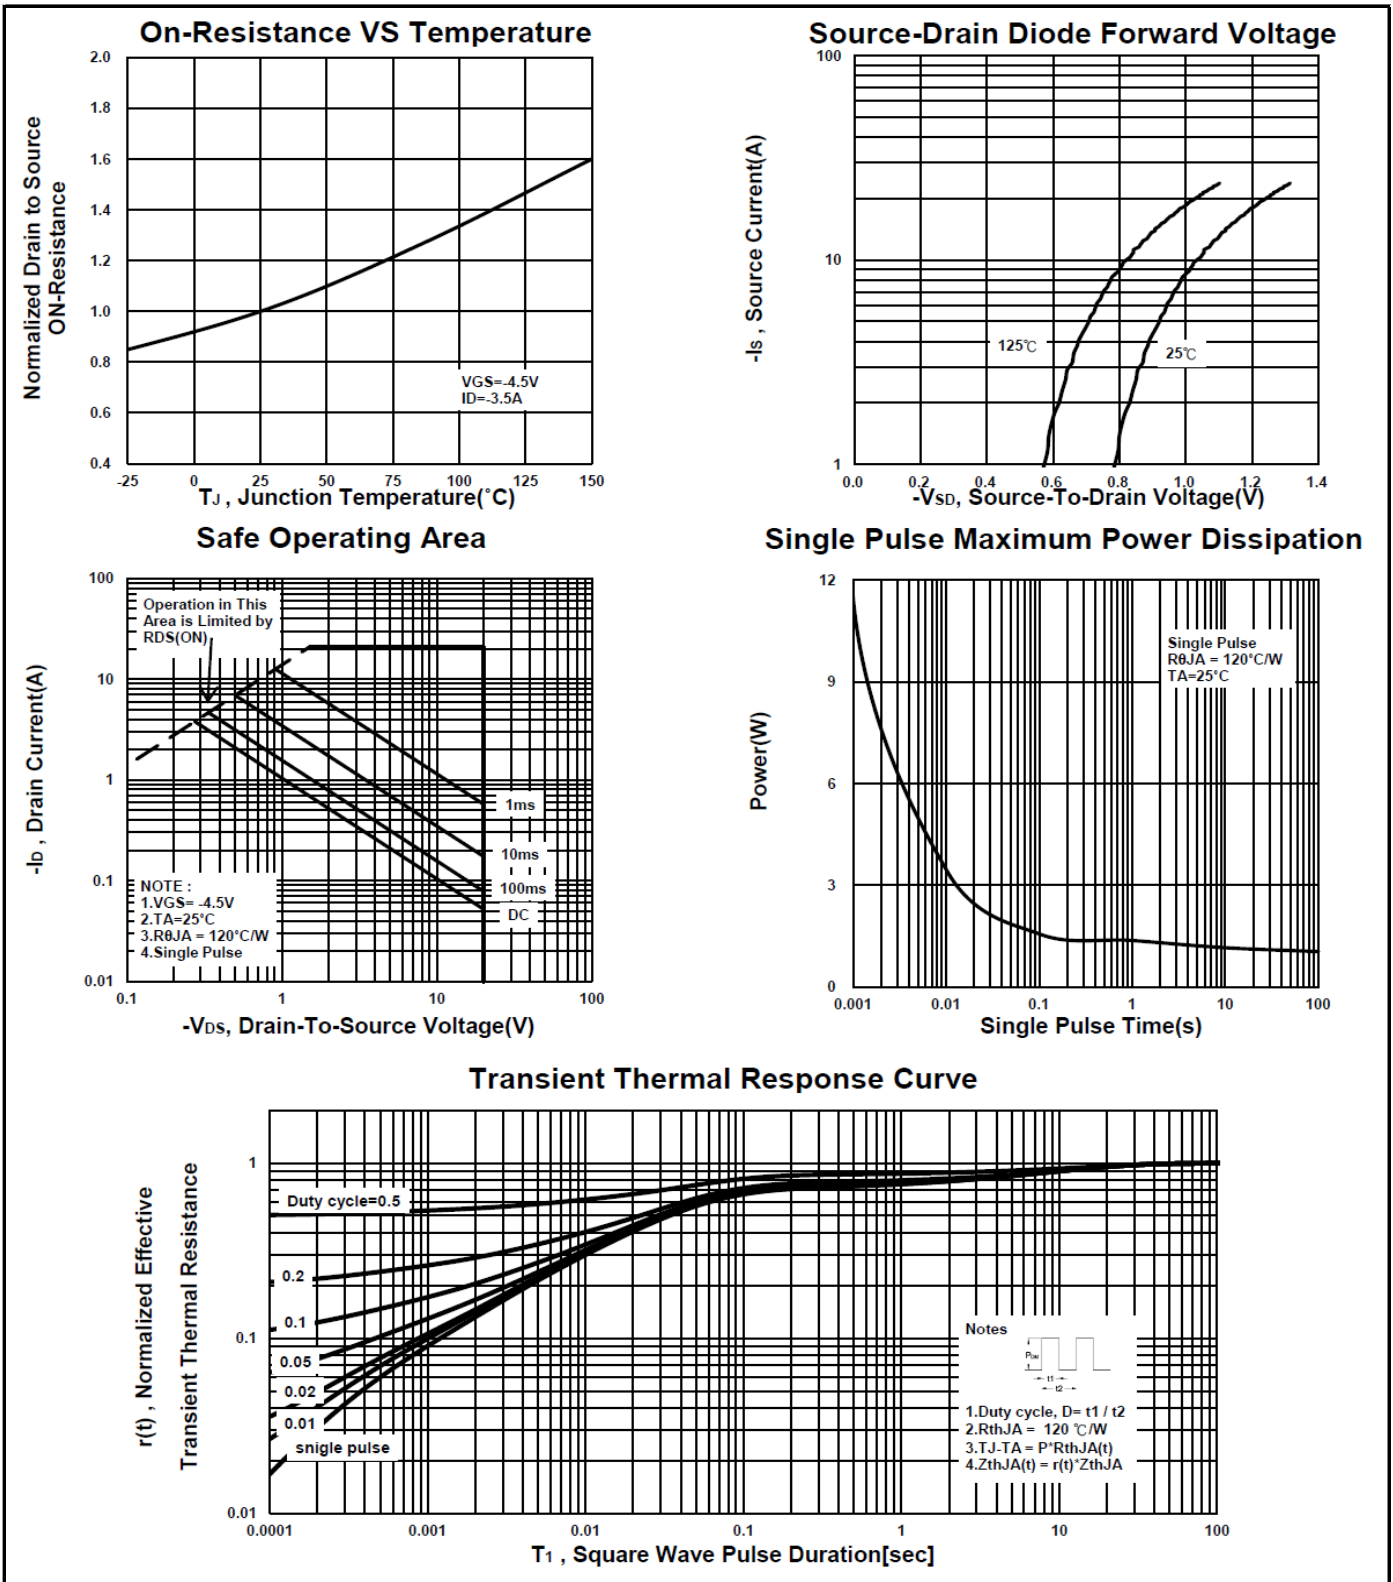 On-Resistance VS Temperature
Normalized Drain to Source
ON-Resistance
2.0
1.8
1.6
1.4
1.2
1.0
0.8
0.6
0.4
VGS=-4.5V
ID=-3.5A
-25 0 25 50 75 100 125 150
TJ , Junction Temperature(°C)
Source-Drain Diode Forward Voltage
-IS , Source Current(A)
100
10
1
125℃
25℃
0.0 0.2 0.4 0.6 0.8 1.0 1.2 1.4
-VSD, Source-To-Drain Voltage(V)
Safe Operating Area
-ID , Drain Current(A)
100
10
1
0.1
0.01
Operation in This
Area is Limited by
RDS(ON)
1ms
10ms
100ms
DC
NOTE :
1.VGS= -4.5V
2.TA=25°C
3.RθJA = 120°C/W
4.Single Pulse
0.1 1 10 100
-VDS, Drain-To-Source Voltage(V)
Single Pulse Maximum Power Dissipation
Power(W)
12
9
6
3
0
Single Pulse
RθJA = 120°C/W
TA=25°C
0.001 0.01 0.1 1 10 100
Single Pulse Time(s)
Transient Thermal Response Curve
r(t) , Normalized Effective
Transient Thermal Resistance
1
0.1
0.01
Duty cycle=0.5
0.2
0.1
0.05
0.02
0.01
snigle pulse
Notes
PDM
t1
t2
1.Duty cycle, D= t1 / t2
2.RthJA = 120 ℃/W
3.TJ-TA = P*RthJA(t)
4.ZthJA(t) = r(t)*ZthJA
0.0001 0.001 0.01 0.1 1 10 100
T1 , Square Wave Pulse Duration[sec]